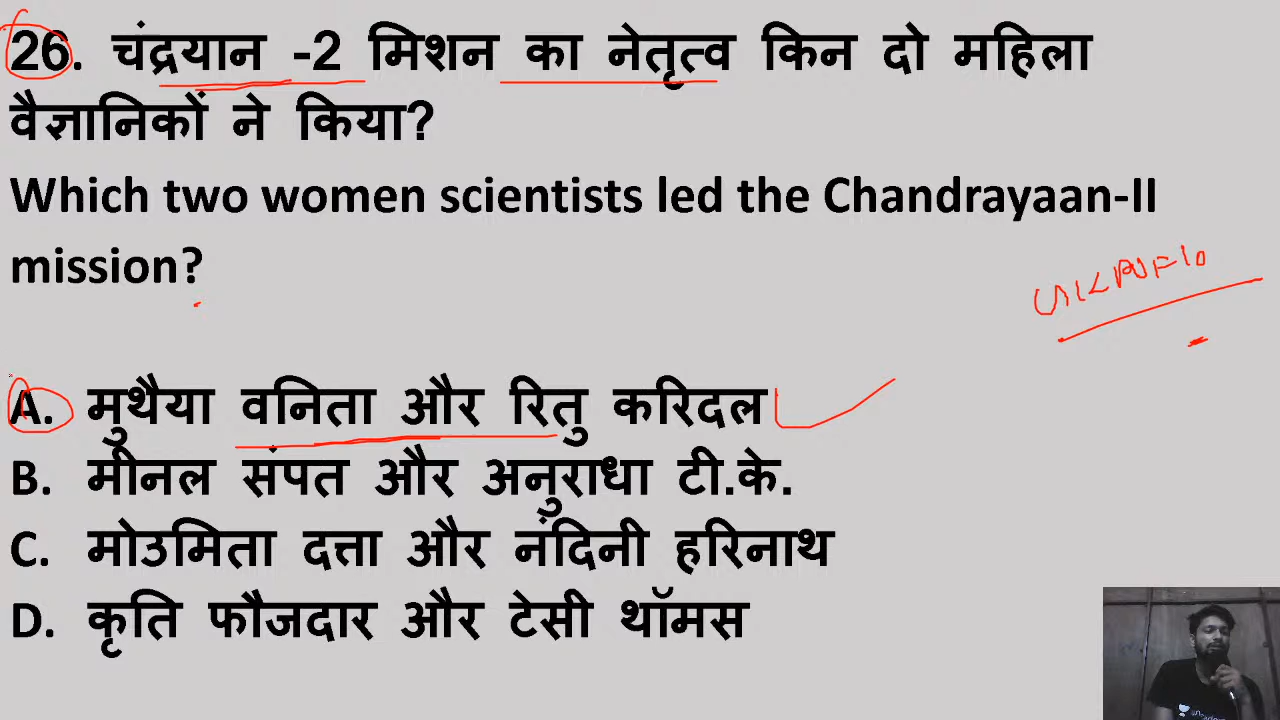 26. चंद्रयान -2 मिशन का नेतृत्व किन दो महिला
वैज्ञानिकों ने किया?
Which two women scientists led the Chandrayaan-II
mission?
A. मुथैया वनिता और रितु करिदल
B. मीनल संपत और अनुराधा टी.के.
C. मोउमिता दत्ता और नंदिनी हरिनाथ
D. कृति फौजदार और टेसी थॉमस